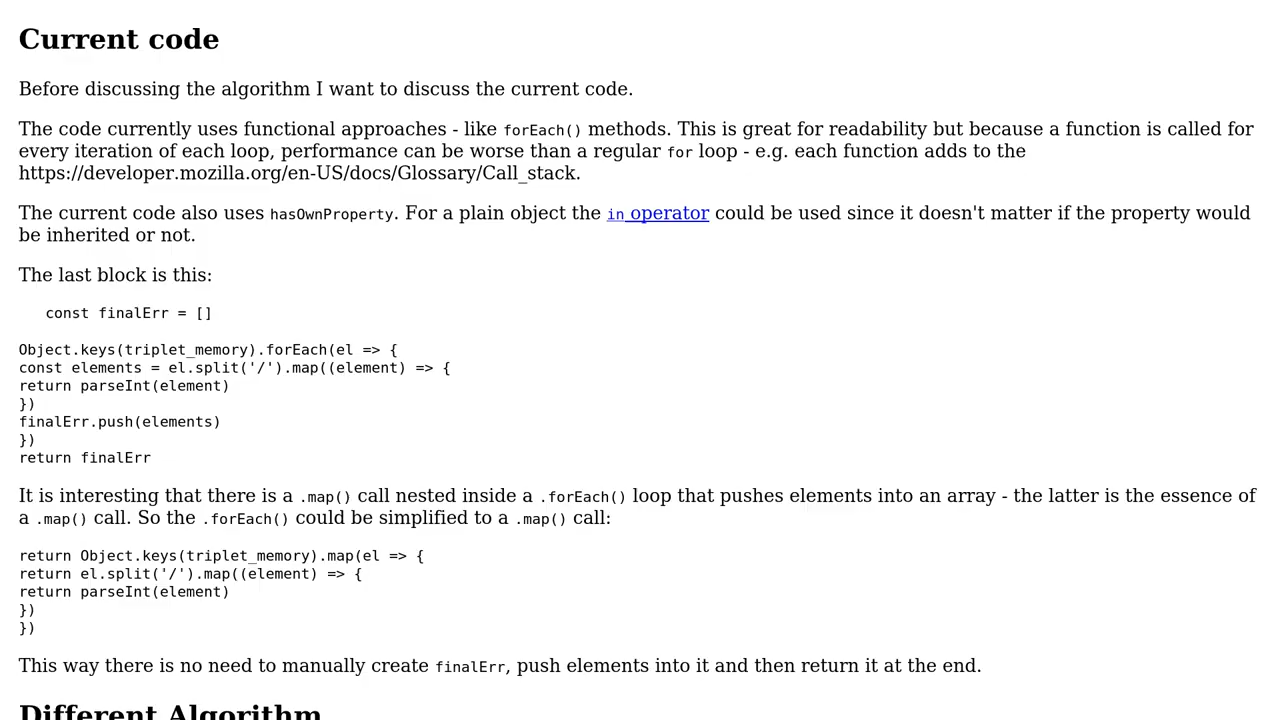 Current code
Before discussing the algorithm I want to discuss the current code.
The code currently uses functional approaches - like forEach() methods. This is great for readability but because a function is called for
every iteration of each loop, performance can be worse than a regular for loop - e.g. each function adds to the
https://developer.mozilla.org/en-US/docs/Glossary/Call_stack.
The current code also uses hasOwnProperty. For a plain object the in operator could be used since it doesn't matter if the property would
be inherited or not.
The last block is this:
const finalErr = []
Object.keys(triplet_memory).forEach(el => {
const elements = el.split('/').map((element) => {
return parseInt(element)
})
finalErr.push(elements)
})
return finalErr
It is interesting that there is a .map() call nested inside a .forEach() loop that pushes elements into an array - the latter is the essence of
a .map() call. So the .forEach() could be simplified to a .map() call:
return Object.keys(triplet_memory).map(el => {
return el.split('/').map((element) => {
return parseInt(element)
})
})
This way there is no need to manually create finalErr, push elements into it and then return it at the end.
Different Algorithm